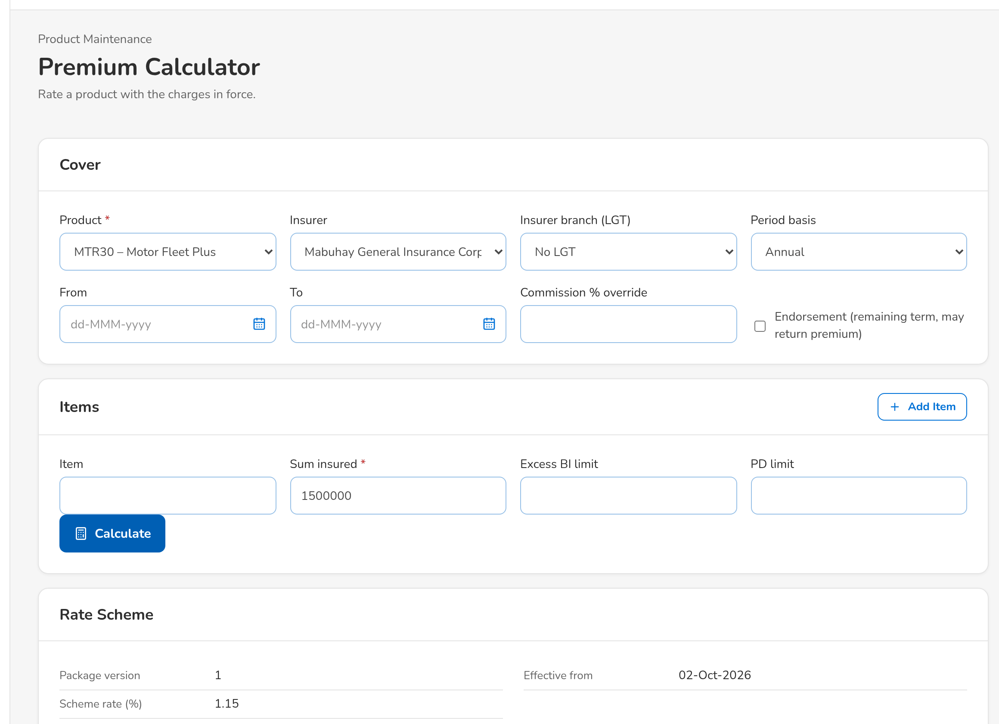 Product Maintenance
Premium Calculator
Rate a product with the charges in force.
Cover
Product *
Insurer
Insurer branch (LGT)
Period basis
MTR30 – Motor Fleet Plus
Mabuhay General Insurance Corp
No LGT
Annual
From
To
Commission % override
dd-MMM-yyyy
dd-MMM-yyyy
Endorsement (remaining term, may
return premium)
Items
Add Item
Item
Sum insured *
Excess BI limit
PD limit
1500000
Calculate
Rate Scheme
Package version
1
Effective from
02-Oct-2026
Scheme rate (%)
1.15